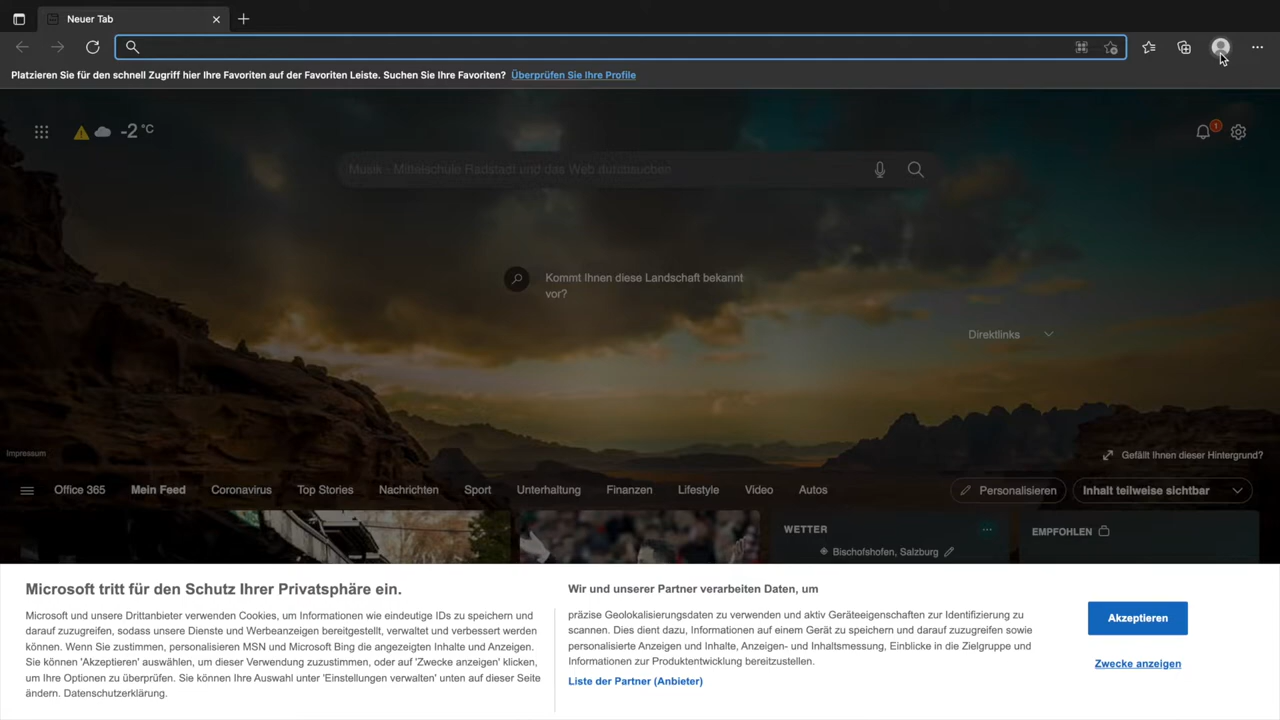 Neuer Tab
Platzieren Sie für den schnell Zugriff hier Ihre Favoriten auf der Favoriten Leiste. Suchen Sie Ihre Favoriten? Überprüfen Sie Ihre Profile
-2 °C
1
Musik - Mittelschule Radstadt und das Web durchsuchen
Kommt Ihnen diese Landschaft bekannt
vor?
Direktlinks
Impressum
Gefällt Ihnen dieser Hintergrund?
Office 365 Mein Feed Coronavirus Top Stories Nachrichten Sport Unterhaltung Finanzen Lifestyle Video Autos Personalisieren Inhalt teilweise sichtbar
WETTER
EMPFOHLEN
Bischofshofen, Salzburg
Microsoft tritt für den Schutz Ihrer Privatsphäre ein.
Microsoft und unsere Drittanbieter verwenden Cookies, um Informationen wie eindeutige IDs zu speichern und
darauf zuzugreifen, sodass unsere Dienste und Werbeanzeigen bereitgestellt, verwaltet und verbessert werden
können. Wenn Sie zustimmen, personalisieren MSN und Microsoft Bing die angezeigten Inhalte und Anzeigen.
Sie können 'Akzeptieren' auswählen, um dieser Verwendung zuzustimmen, oder auf 'Zwecke anzeigen' klicken,
um Ihre Optionen zu überprüfen. Sie können Ihre Auswahl unter 'Einstellungen verwalten' unten auf dieser Seite
ändern. Datenschutzerklärung.
Wir und unserer Partner verarbeiten Daten, um
präzise Geolokalisierungsdaten zu verwenden und aktiv Geräteeigenschaften zur Identifizierung zu
scannen. Dies dient dazu, Informationen auf einem Gerät zu speichern und darauf zuzugreifen sowie
personalisierte Anzeigen und Inhalte, Anzeigen- und Inhaltsmessung, Einblicke in die Zielgruppe und
Informationen zur Produktentwicklung bereitzustellen.
Liste der Partner (Anbieter)
Akzeptieren
Zwecke anzeigen